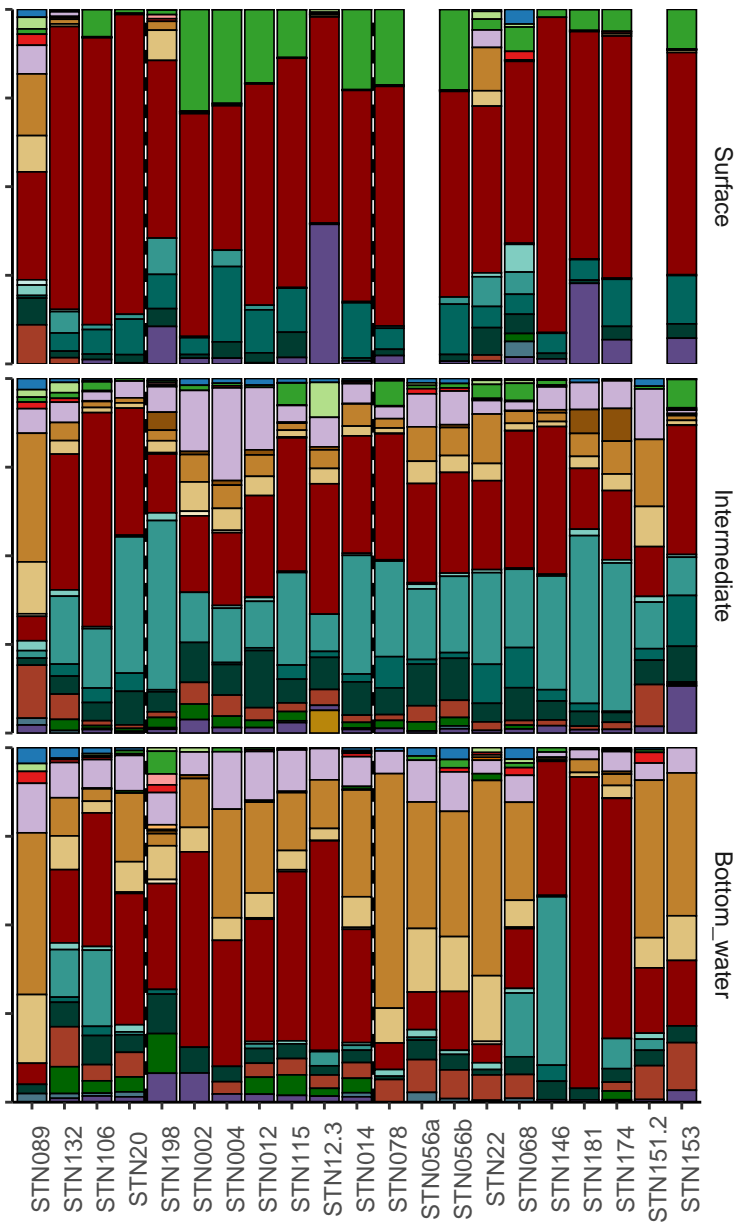 Surface
Intermediate
Bottom_water
STN089
STN132
STN106
STN20
STN198
STN002
STN004
STN012
STN115
STN12.3
STN014
STN078
STN056a
STN056b
STN22
STN068
STN146
STN181
STN174
STN151.2
STN153